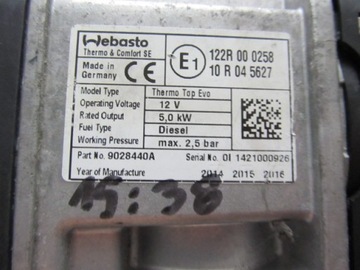 Webasto
Thermo & Comfort SE
Made in Germany
CE
E1
122R 00 0258
10 R 04 5627
Model Type Thermo Top Evo
Operating Voltage 12 V
Rated Output 5,0 kW
Fuel Type Diesel
Working Pressure max. 2,5 bar
Part No. 9028440A Serial No. 01 1421000926
Year of Manufacture 2014 2015 2016
15:38